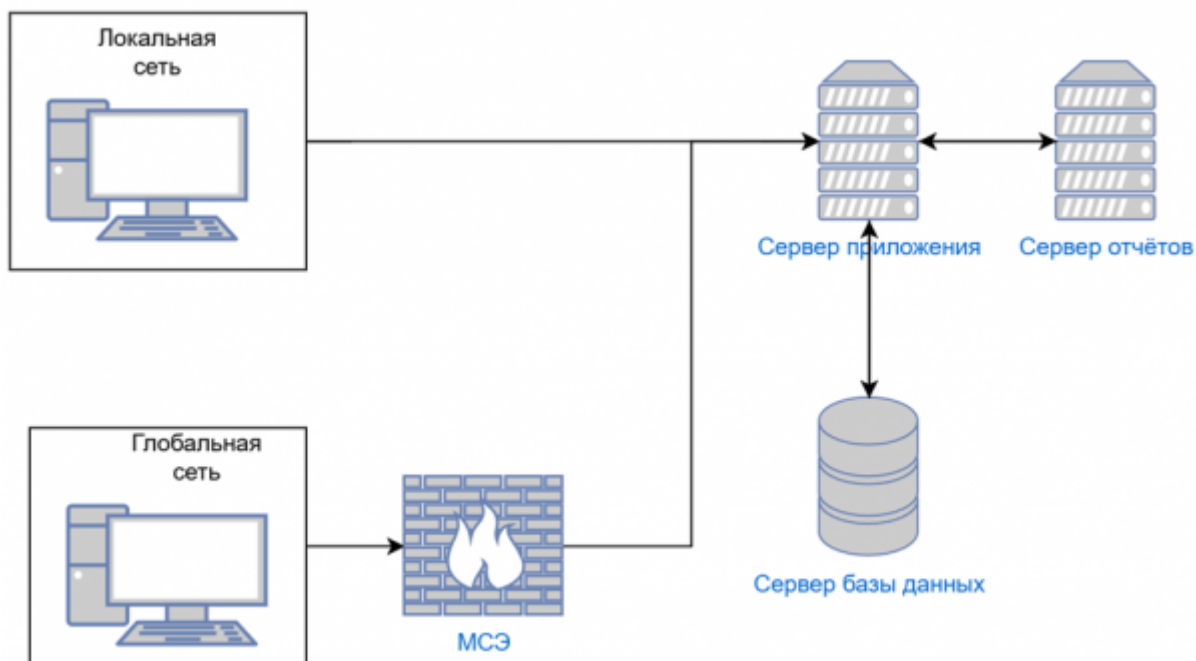 Локальная
сеть
Сервер приложения
Сервер отчётов
Глобальная
сеть
Сервер базы данных
МСЭ